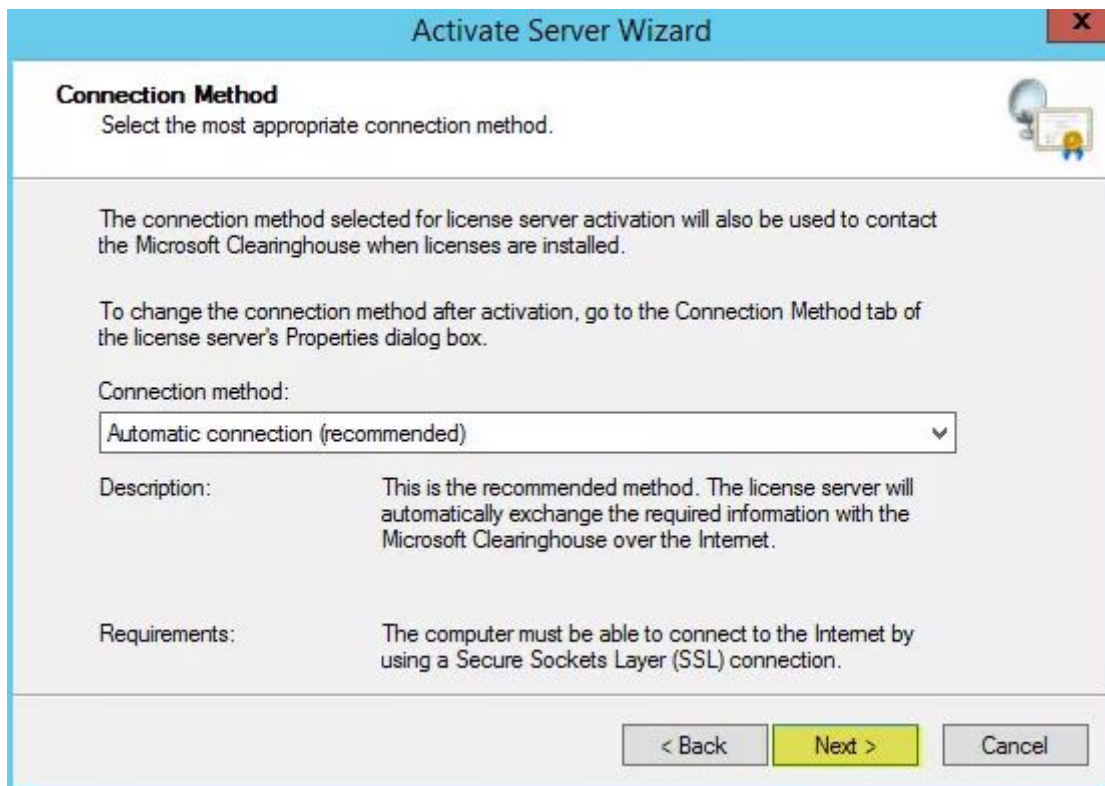 Activate Server Wizard
x
Connection Method
Select the most appropriate connection method.
The connection method selected for license server activation will also be used to contact
the Microsoft Clearinghouse when licenses are installed.
To change the connection method after activation, go to the Connection Method tab of
the license server's Properties dialog box.
Connection method:
Automatic connection (recommended)
Description: This is the recommended method. The license server will
automatically exchange the required information with the
Microsoft Clearinghouse over the Internet.
Requirements: The computer must be able to connect to the Internet by
using a Secure Sockets Layer (SSL) connection.
< Back Next > Cancel